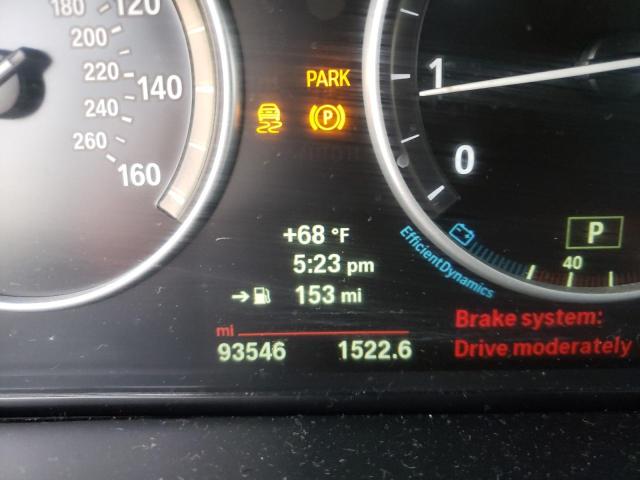 180
120
200
220
140
240
260
160
PARK
P
1
0
+68 °F
5:23 pm
153 mi
EfficientDynamics
P
40
mi
93546 1522.6
Brake system:
Drive moderately